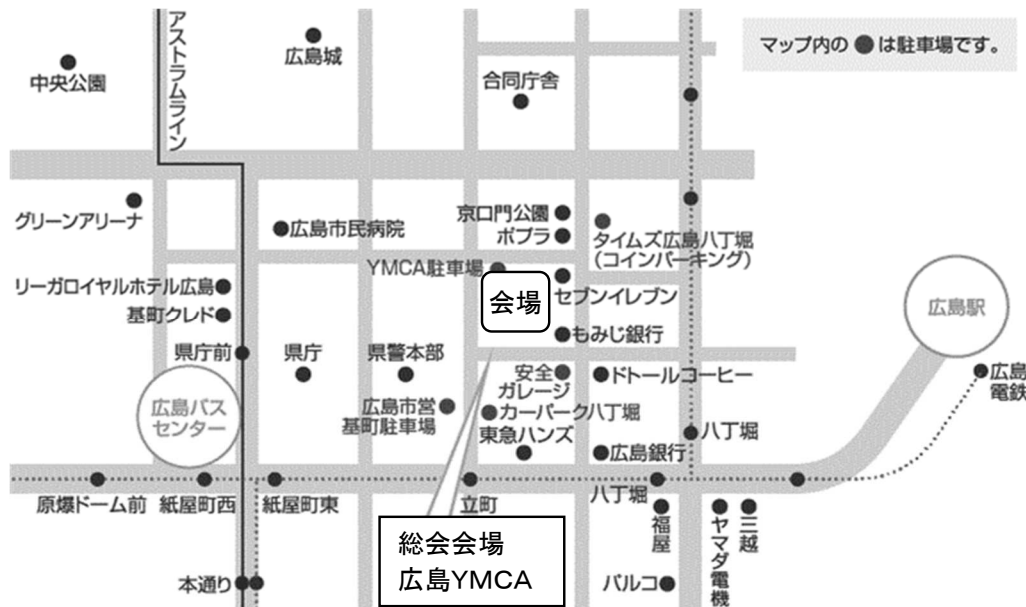 アストラムライン
マップ内の ● は駐車場です。
中央公園
広島城
合同庁舎
グリーンアリーナ
広島市民病院
京口門公園
ポプラ
タイムズ広島八丁堀
(コインパーキング)
YMCA駐車場
会場
セブンイレブン
リーガロイヤルホテル広島
基町クレド
もみじ銀行
広島駅
県庁前
県庁
県警本部
安全
ガレージ
ドトールコーヒー
広島
電鉄
広島バス
センター
広島市営
基町駐車場
カーパーク八丁堀
東急ハンズ
広島銀行
八丁堀
原爆ドーム前
紙屋町西
紙屋町東
立町
八丁堀
福屋
ヤマダ電機
三越
総会会場
広島YMCA
本通り
パルコ